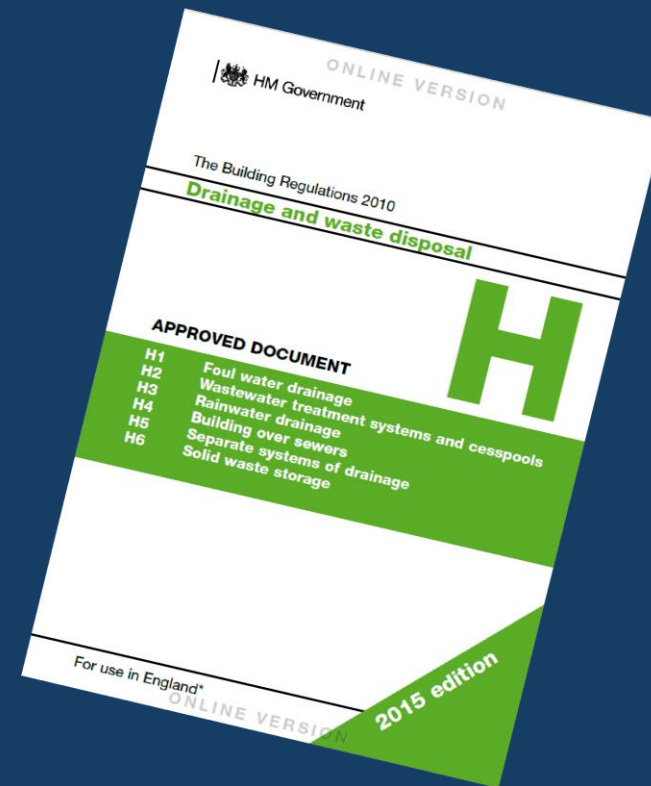 ONLINE VERSION
HM Government
The Building Regulations 2010
Drainage and waste disposal
H
APPROVED DOCUMENT
H1 Foul water drainage
H2 Wastewater treatment systems and cesspools
H3 Rainwater drainage
H4 Building over sewers
H5 Separate systems of drainage
H6 Solid waste storage
For use in England*
2015 edition
ONLINE VERSION